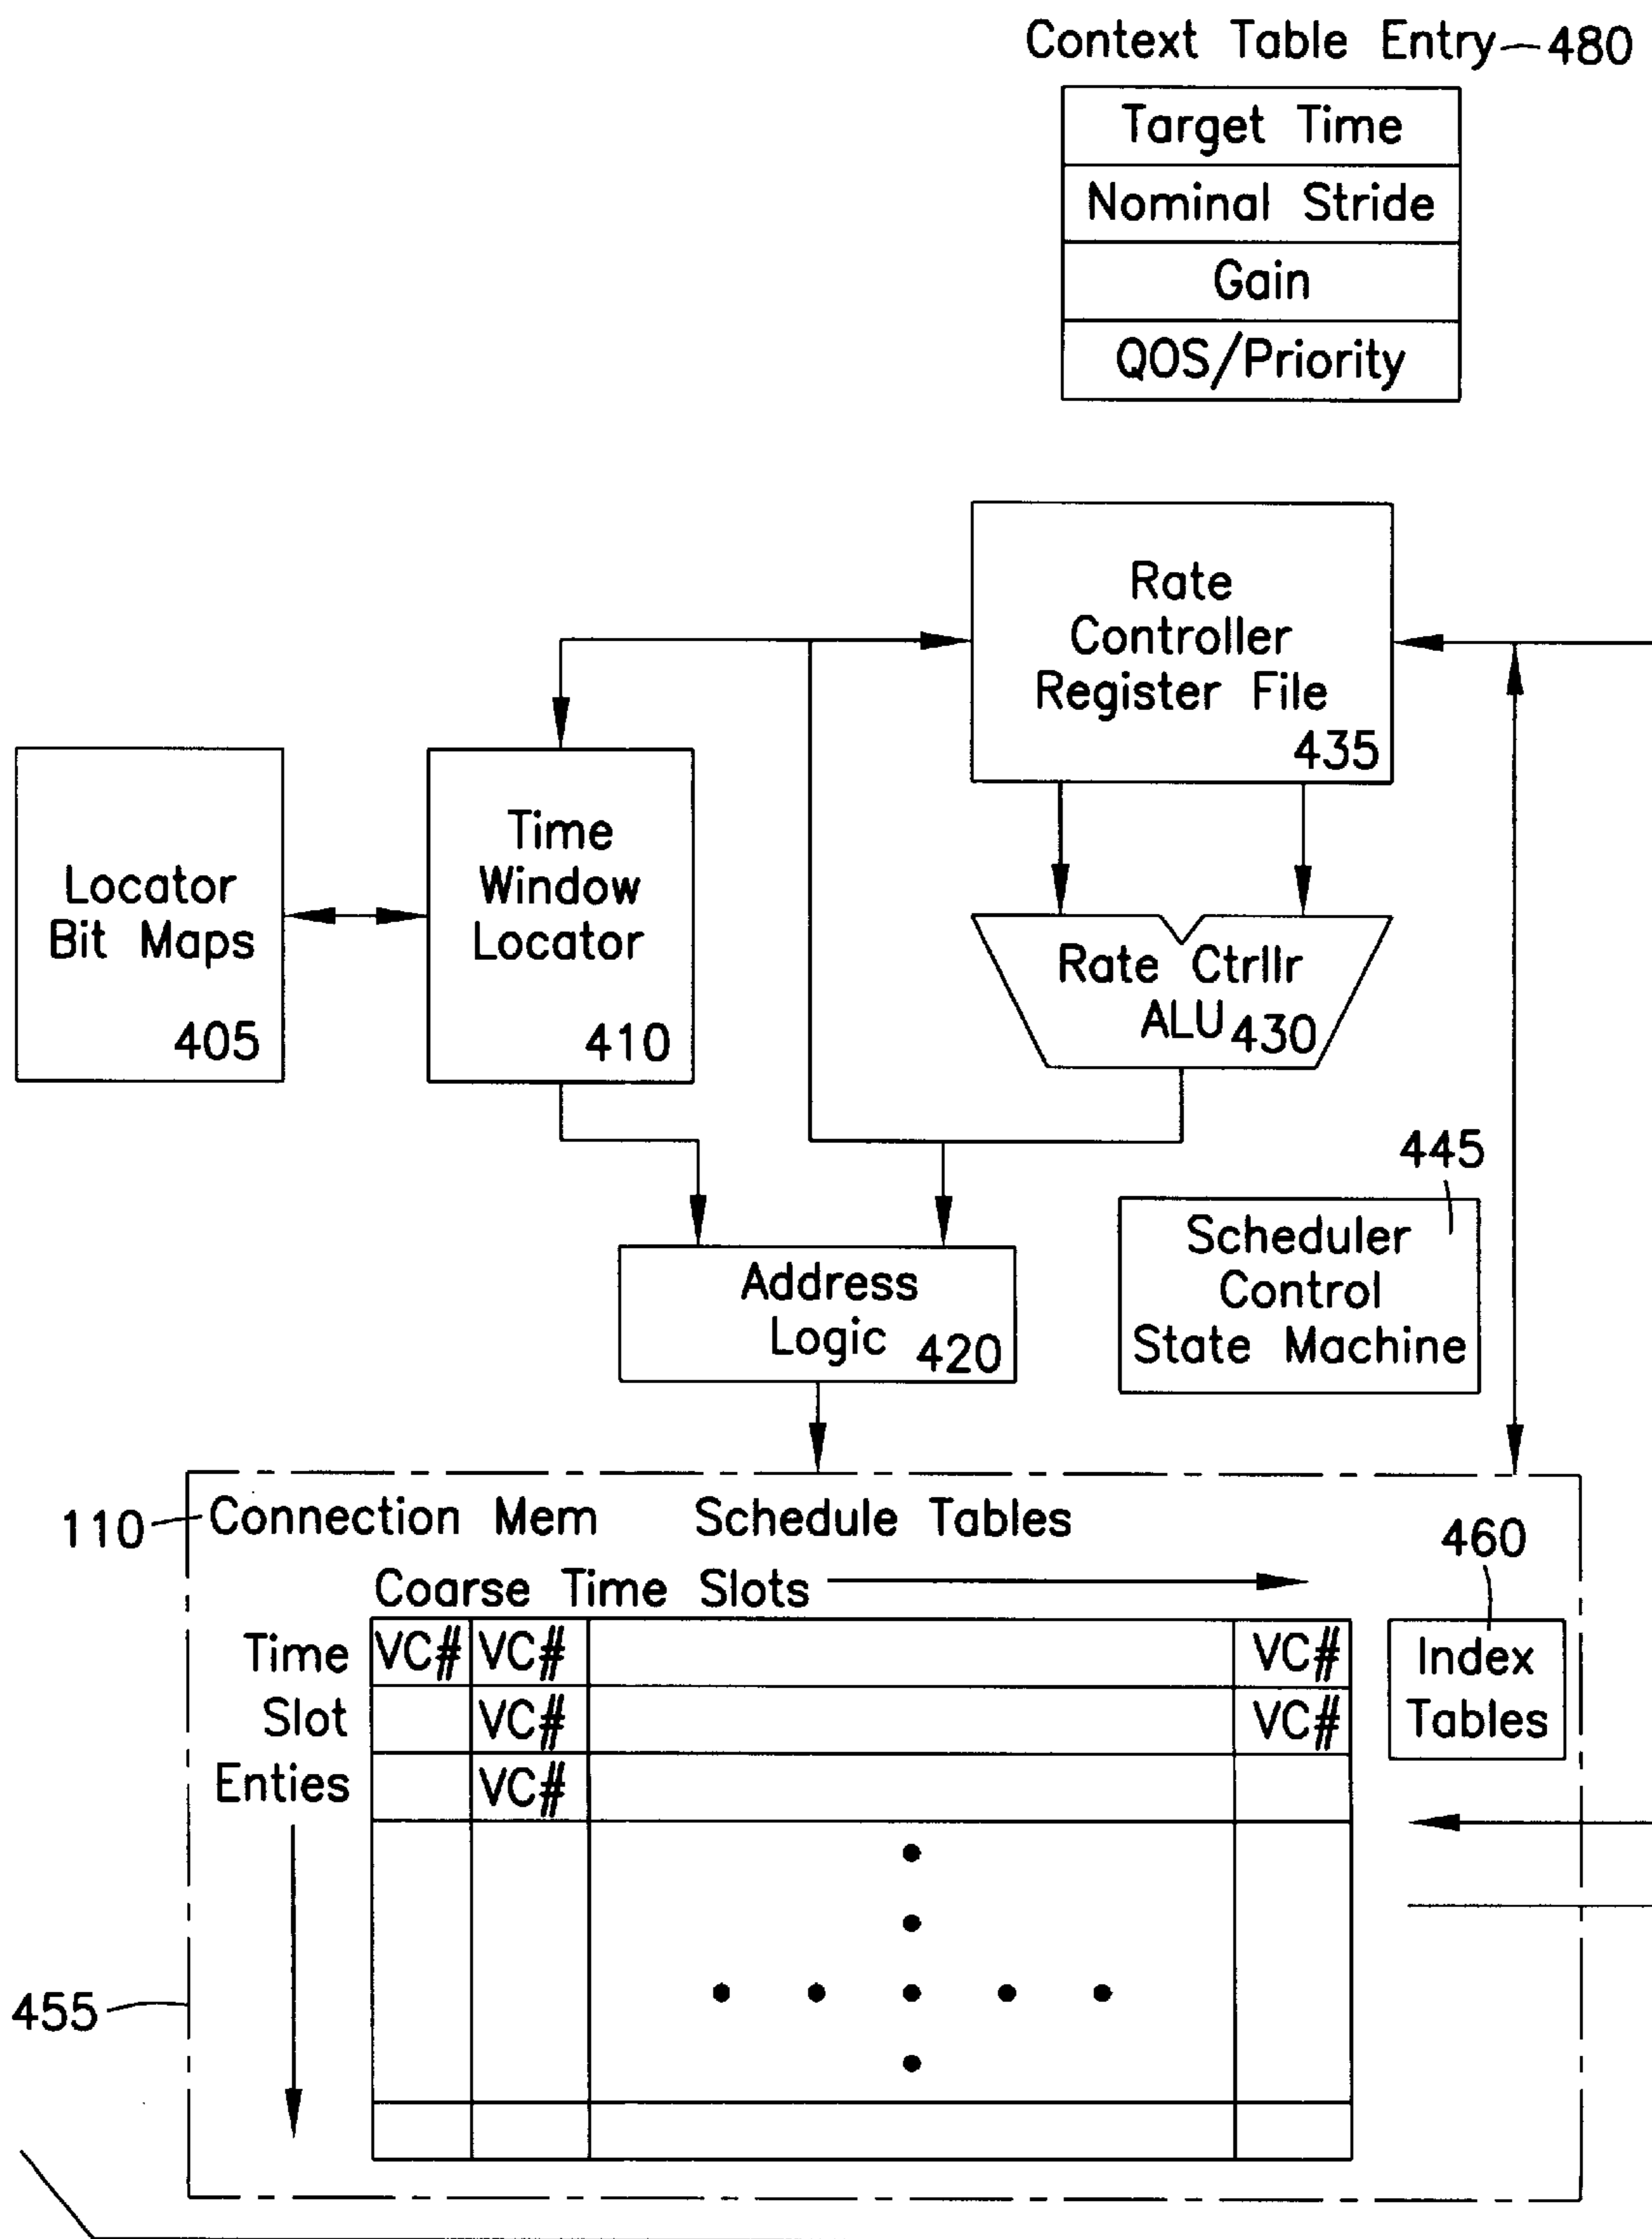 Context Table Entry 480
Target Time
Nominal Stride
Gain
QOS/Priority
Rate
Controller
Register File
435
Locator
Bit Maps
405
Time
Window
Locator
410
Rate Ctrllr
ALU 430
445
Scheduler
Control
State Machine
Address
Logic 420
110 Connection Mem Schedule Tables
460
Coarse Time Slots
Time VC# VC# VC#
Slot VC# VC#
Enties VC#
Index
Tables
455